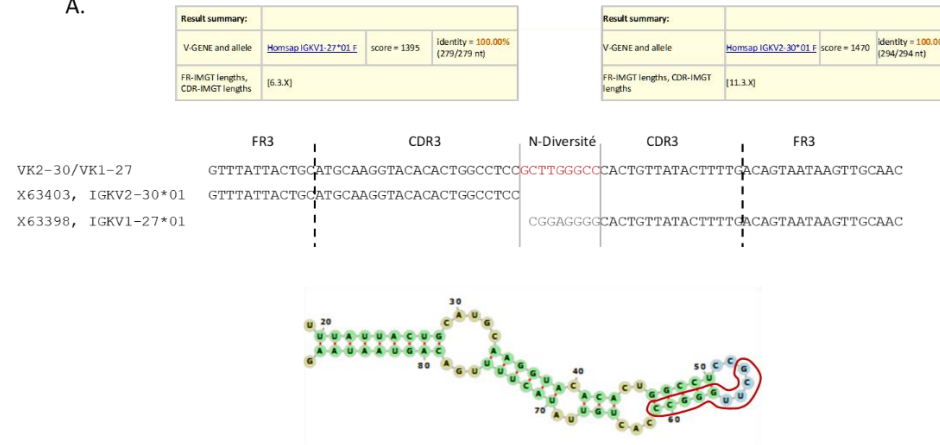 A.
Result summary:
V-GENE and allele Homsap IGKV1-27*01 F score = 1395 identity = 100.00% (279/279 nt)
FR-IMGT lengths, CDR-IMGT lengths [6.3.X]
Result summary:
V-GENE and allele Homsap IGKV2-30*01 F score = 1470 (294/294 nt)
FR-IMGT lengths, CDR-IMGT lengths [11.3.X]
FR3 CDR3 N-Diversité CDR3 FR3
VK2-30/VK1-27 GTTTATTACTGCATGCAAGGTACACACTGGCCTCCGCTTGGGCCCACTGTTATACTTTTGACAGTAATAAGTTGCAAC
X63403, IGKV2-30*01 GTTTATTACTGCATGCAAGGTACACACTGGCCTCC
X63398, IGKV1-27*01 CGGAGGGGCACTGTTATACTTTTGACAGTAATAAGTTGCAAC
20 30 40 50
UUUAUUACUGCAUGCAAGGUACACACUGGCCUCCGCUU
GAAUAAUGACAGUUUUCAUAUUGUCACCCGGG
80 70 60